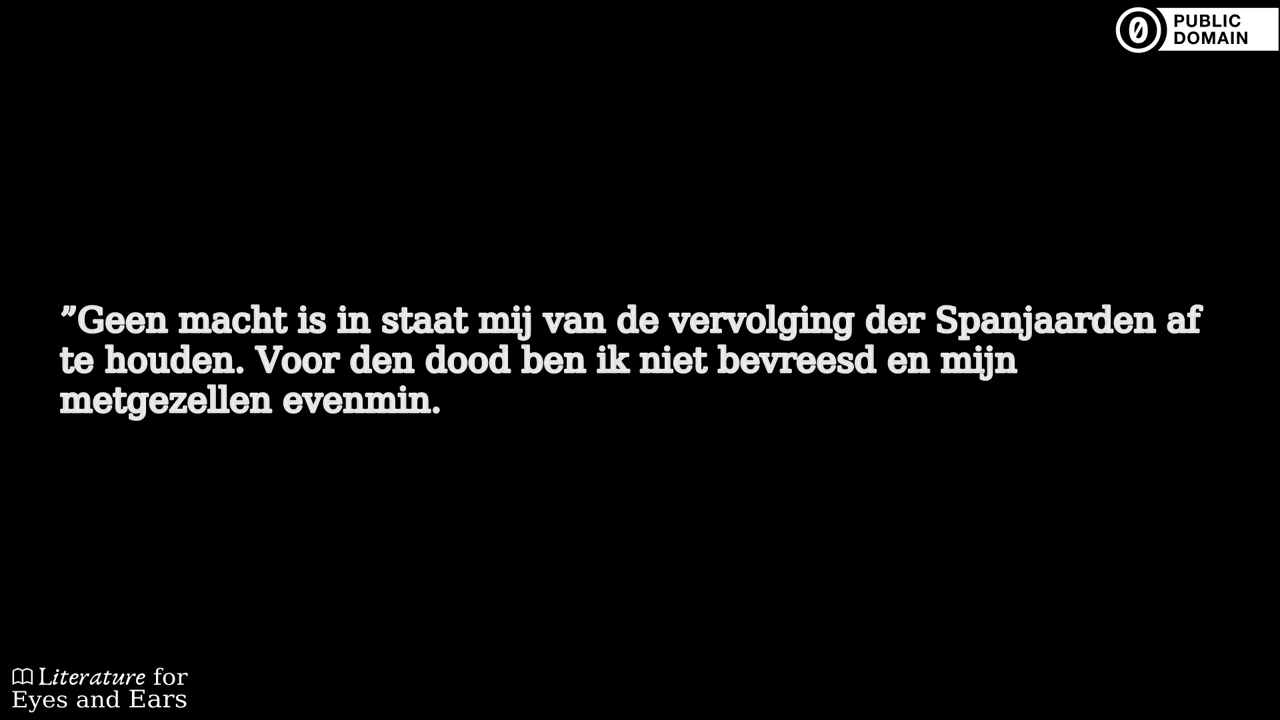 PUBLIC
DOMAIN
”Geen macht is in staat mij van de vervolging der Spanjaarden af
te houden. Voor den dood ben ik niet bevreesd en mijn
metgezellen evenmin.
Literature for
Eyes and Ears